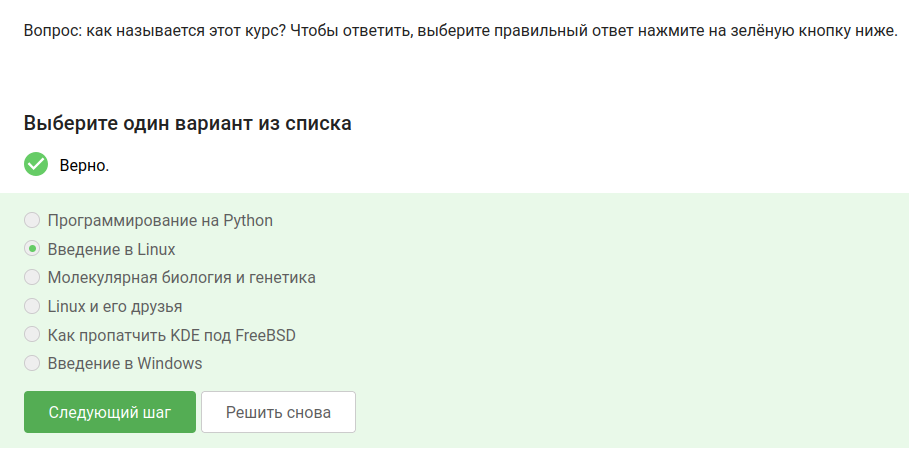 Вопрос: как называется этот курс? Чтобы ответить, выберите правильный ответ нажмите на зелёную кнопку ниже.
Выберите один вариант из списка
Верно.
Программирование на Python
Введение в Linux
Молекулярная биология и генетика
Linux и его друзья
Как пропатчить KDE под FreeBSD
Введение в Windows
Следующий шаг Решить снова